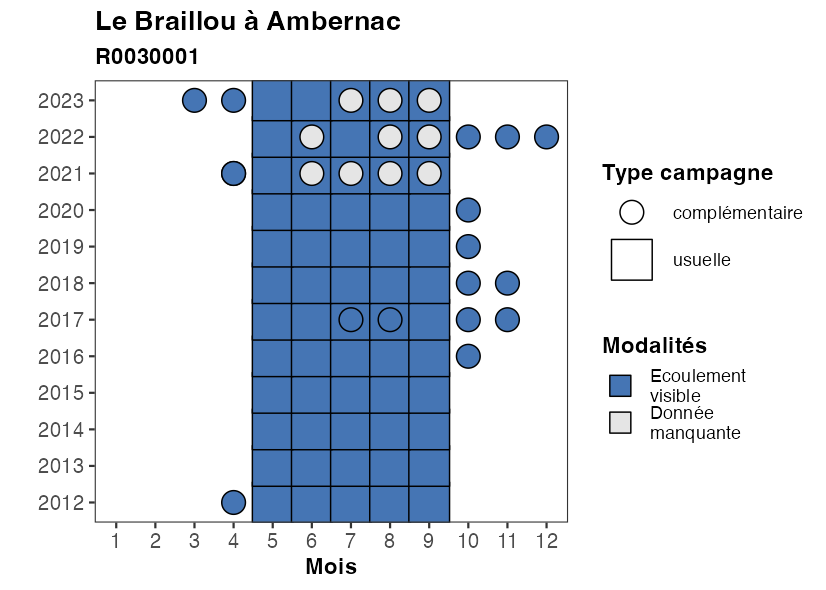 Le Braillou à Ambernac
R0030001
2023
2022
2021
2020
2019
2018
2017
2016
2015
2014
2013
2012
1 2 3 4 5 6 7 8 9 10 11 12
Mois
Type campagne
complémentaire
usuelle
Modalités
Ecoulement
visible
Donnée
manquante